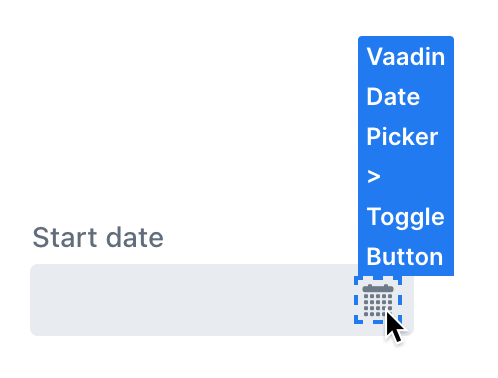 Vaadin
Date
Picker
>
Toggle
Button
Start date